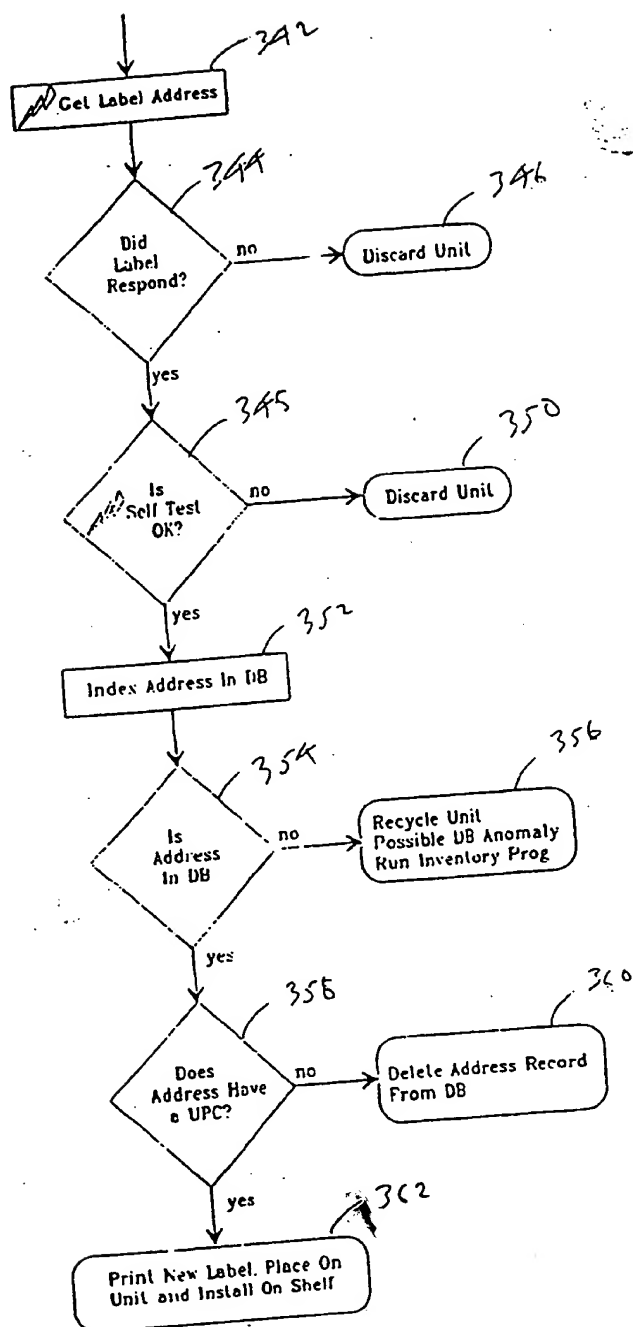 342
Get Label Address
344
346
Did
Label
Respond?
no
Discard Unit
yes
345
350
Is
Self Test
OK?
no
Discard Unit
yes
352
Index Address In DB
354
356
Is
Address
In DB
no
Recycle Unit
Possible DB Anomaly
Run Inventory Prog
yes
358
360
Does
Address Have
a UPC?
no
Delete Address Record
From DB
yes
362
Print New Label, Place On
Unit and Install On Shelf